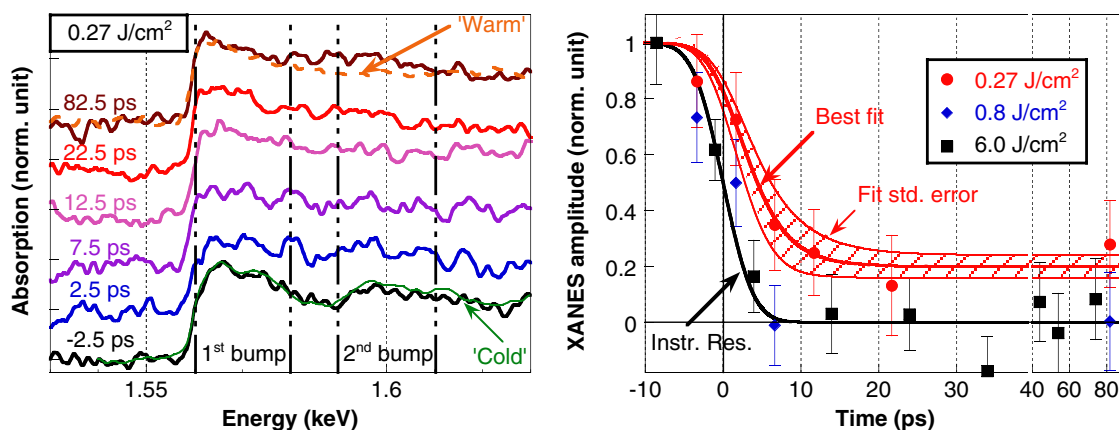 0.27 J/cm²
'Warm'
82.5 ps
22.5 ps
12.5 ps
7.5 ps
2.5 ps
-2.5 ps
1st bump
2nd bump
'Cold'
1.55
1.6
Energy (keV)
Absorption (norm. unit)
XANES amplitude (norm. unit)
1
0.8
0.6
0.4
0.2
0
0.27 J/cm²
0.8 J/cm²
6.0 J/cm²
Best fit
Fit std. error
Instr. Res.
-10 0 10 20 30 40 60 80
Time (ps)